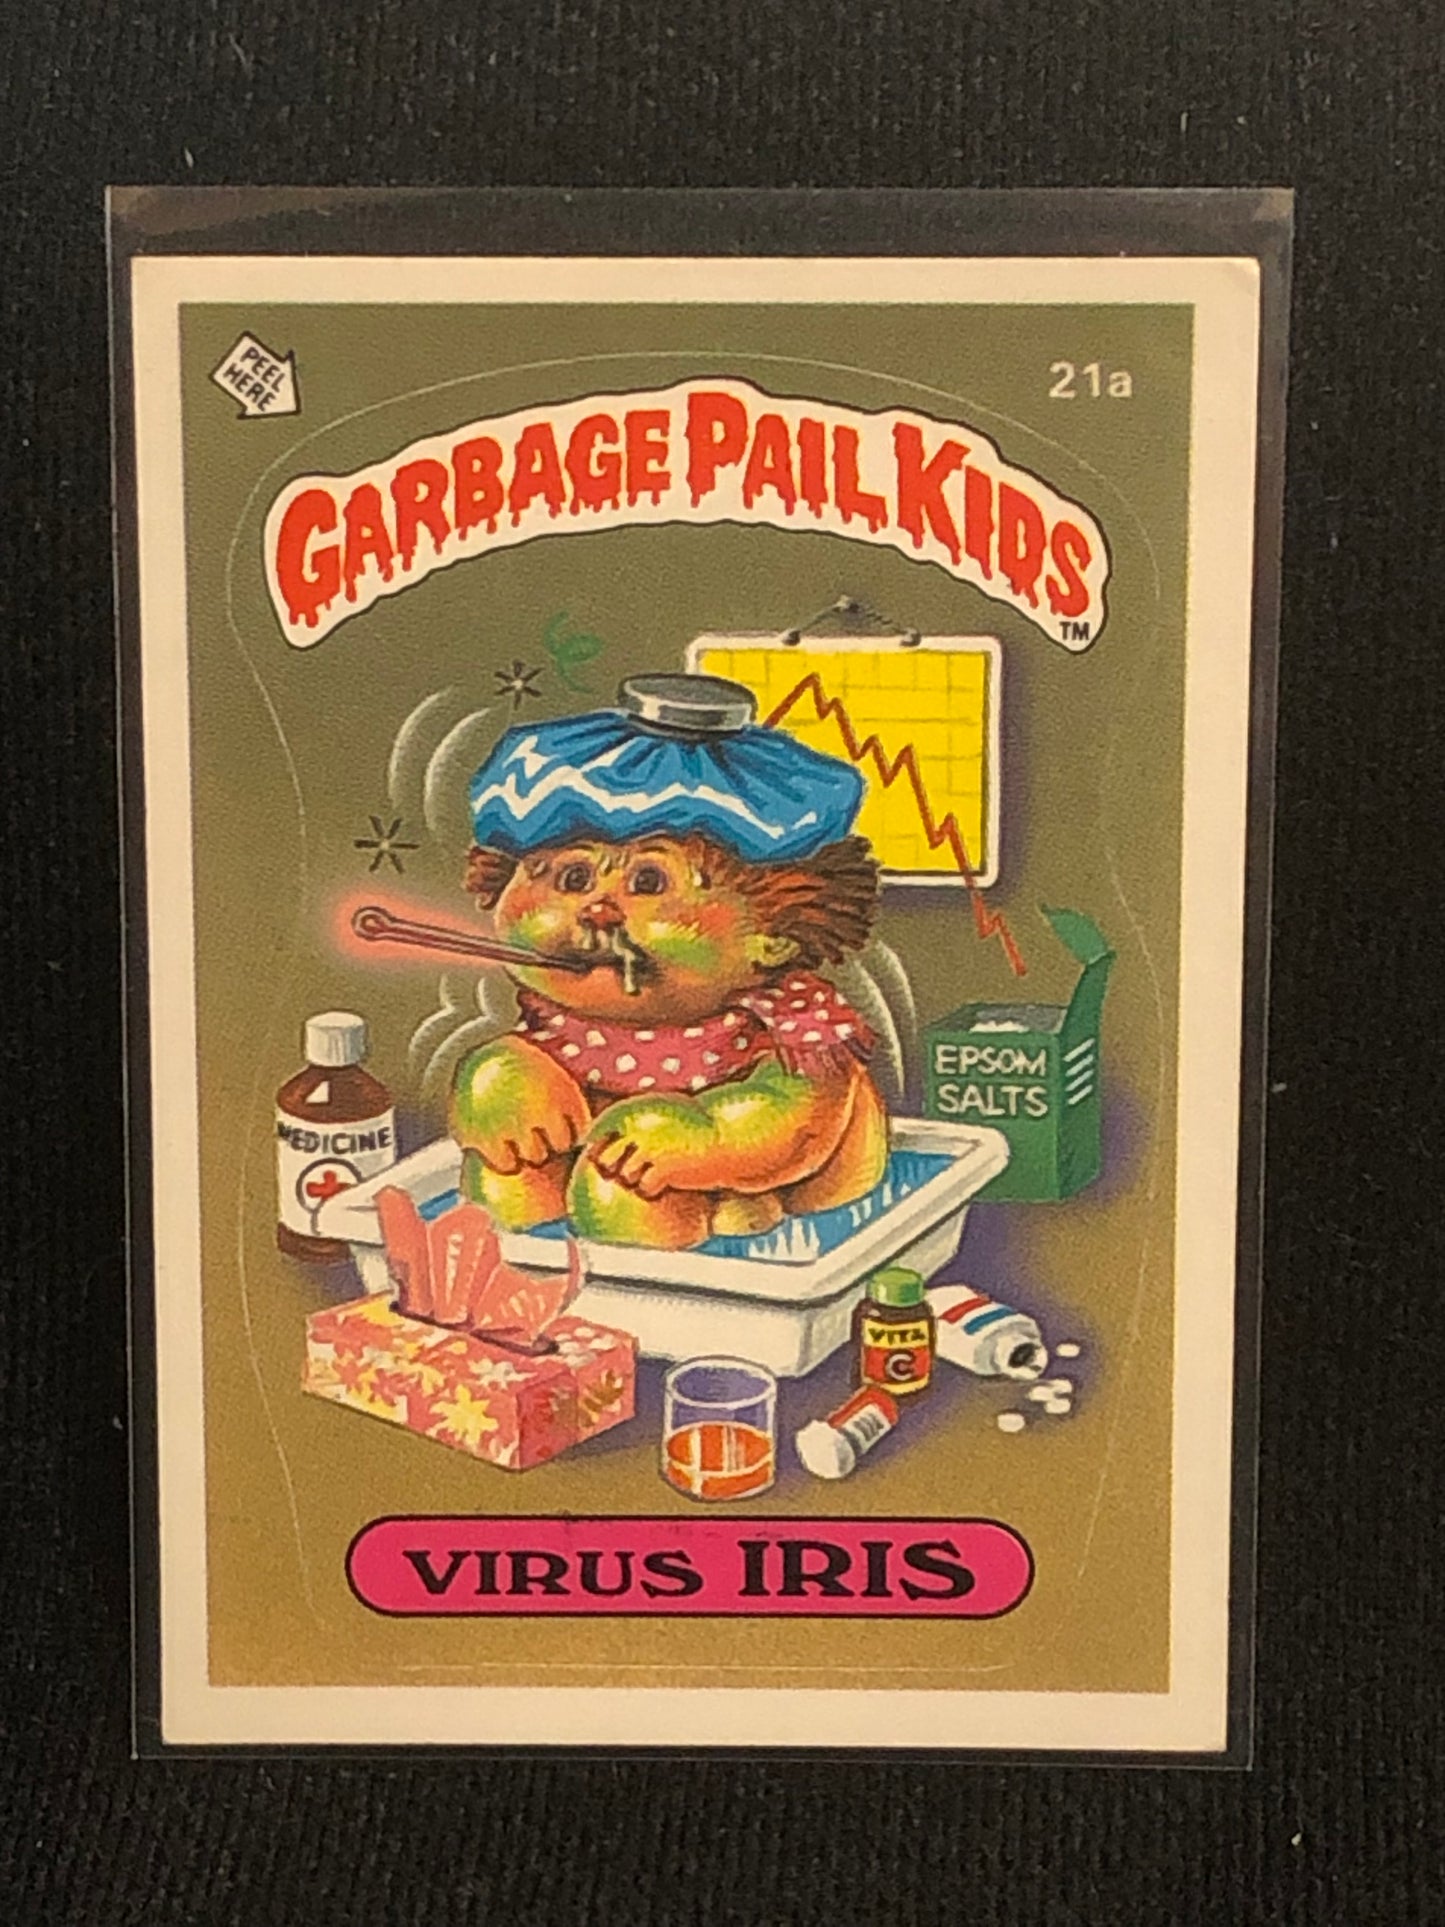 PEEL
HERE
21a
GARBAGE PAIL KIDS
TM
EPSOM
SALTS
MEDICINE
VITA
C
VIRUS IRIS